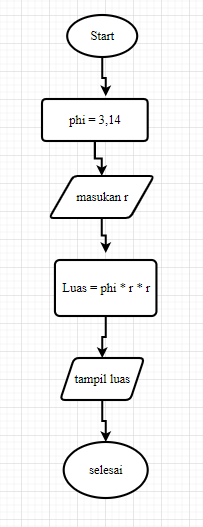 Start
phi = 3,14
masukan r
Luas = phi * r * r
tampil luas
selesai